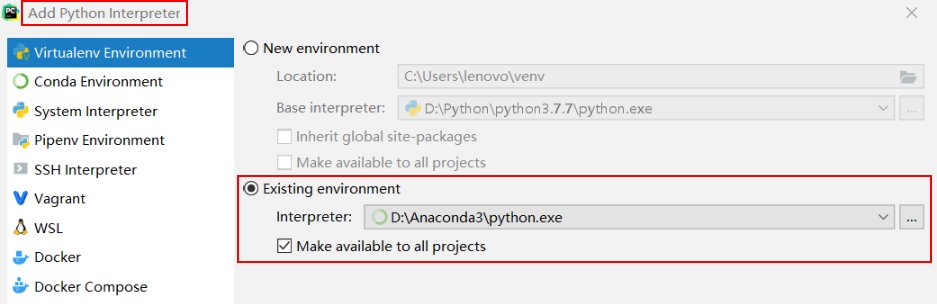 Add Python Interpreter
Virtualenv Environment
Conda Environment
System Interpreter
Pipenv Environment
SSH Interpreter
Vagrant
WSL
Docker
Docker Compose
New environment
Location: C:\Users\lenovo\venv
Base interpreter: D:\Python\python3.7.7\python.exe ...
Inherit global site-packages
Make available to all projects
Existing environment
Interpreter: D:\Anaconda3\python.exe ...
Make available to all projects